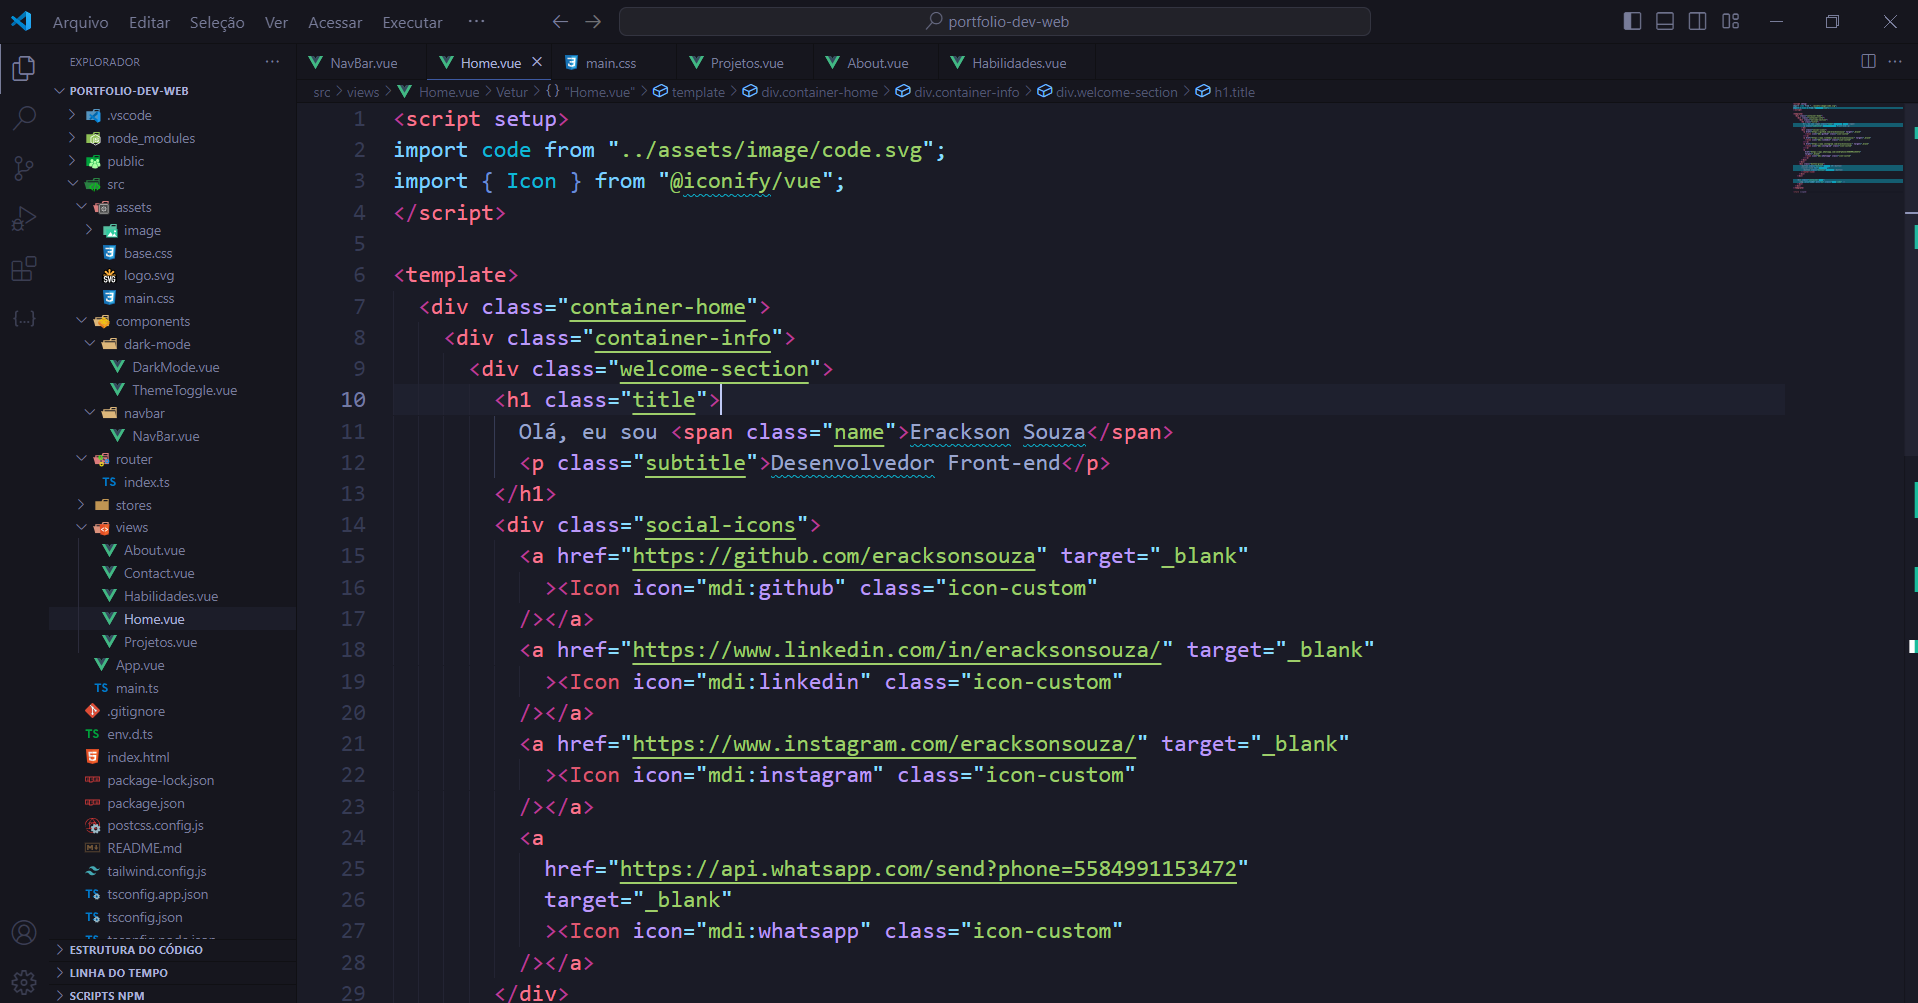 Arquivo Editar Seleção Ver Acessar Executar ··· portfolio-dev-web
EXPLORADOR ···
PORTFOLIO-DEV-WEB
.vscode
node_modules
public
src
assets
image
base.css
logo.svg
main.css
components
dark-mode
DarkMode.vue
ThemeToggle.vue
navbar
NavBar.vue
router
TS index.ts
stores
views
About.vue
Contact.vue
Habilidades.vue
Home.vue
Projetos.vue
App.vue
TS main.ts
.gitignore
TS env.d.ts
index.html
package-lock.json
package.json
postcss.config.js
README.md
tailwind.config.js
TS tsconfig.app.json
TS tsconfig.json
TS tsconfig.node.json
ESTRUTURA DO CÓDIGO
LINHA DO TEMPO
SCRIPTS NPM
NavBar.vue Home.vue main.css Projetos.vue About.vue Habilidades.vue
src > views > Home.vue > Vetur > {} "Home.vue" > template > div.container-home > div.container-info > div.welcome-section > h1.title
1 <script setup>
2 import code from "../assets/image/code.svg";
3 import { Icon } from "@iconify/vue";
4 </script>
5
6 <template>
7 <div class="container-home">
8 <div class="container-info">
9 <div class="welcome-section">
10 <h1 class="title">
11 Olá, eu sou <span class="name">Erackson Souza</span>
12 <p class="subtitle">Desenvolvedor Front-end</p>
13 </h1>
14 <div class="social-icons">
15 <a href="https://github.com/eracksonsouza" target="_blank"
16 ><Icon icon="mdi:github" class="icon-custom"
17 /></a>
18 <a href="https://www.linkedin.com/in/eracksonsouza/" target="_blank"
19 ><Icon icon="mdi:linkedin" class="icon-custom"
20 /></a>
21 <a href="https://www.instagram.com/eracksonsouza/" target="_blank"
22 ><Icon icon="mdi:instagram" class="icon-custom"
23 /></a>
24 <a
25 href="https://api.whatsapp.com/send?phone=5584991153472"
26 target="_blank"
27 ><Icon icon="mdi:whatsapp" class="icon-custom"
28 /></a>
29 </div>